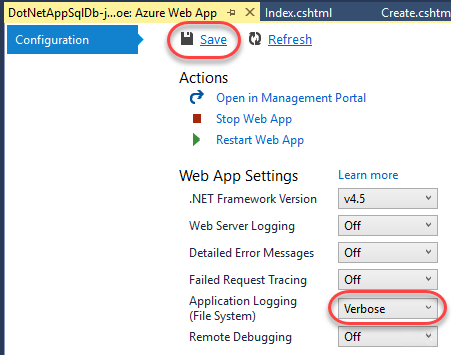 DotNetAppSqlDb-j...oe: Azure Web App Index.cshtml Create.cshtm
Configuration Save Refresh
Actions
Open in Management Portal
Stop Web App
Restart Web App
Web App Settings Learn more
.NET Framework Version v4.5
Web Server Logging Off
Detailed Error Messages Off
Failed Request Tracing Off
Application Logging
(File System) Verbose
Remote Debugging Off